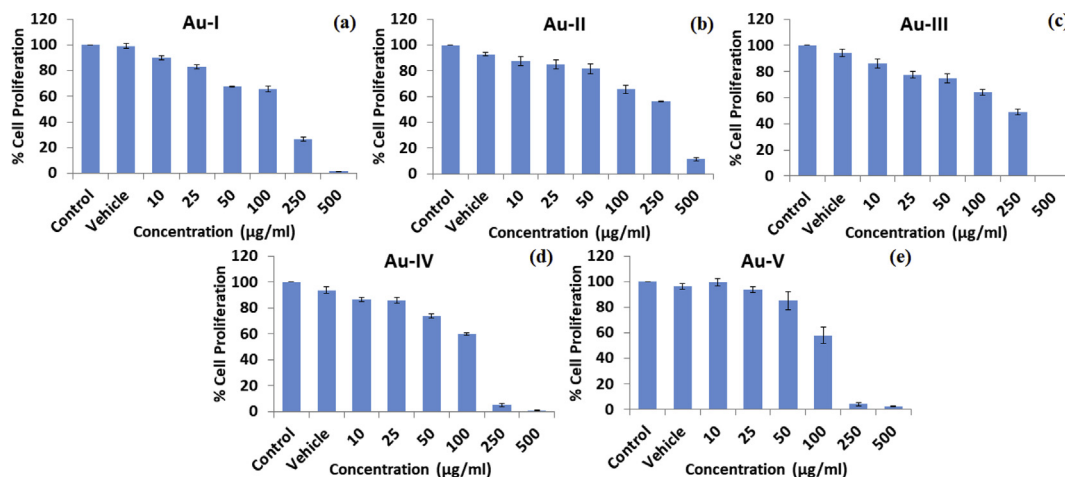 Au-I
(a)
% Cell Proliferation
120
100
80
60
40
20
0
Control
Vehicle
10
25
50
100
250
500
Concentration (µg/ml)
Au-II
(b)
% Cell Proliferation
120
100
80
60
40
20
0
Control
Vehicle
10
25
50
100
250
500
Concentration (µg/ml)
Au-III
(c)
% Cell Proliferation
120
100
80
60
40
20
0
Control
Vehicle
10
25
50
100
250
500
Concentration (µg/ml)
Au-IV
(d)
% Cell Proliferation
120
100
80
60
40
20
0
Control
Vehicle
10
25
50
100
250
500
Concentration (µg/ml)
Au-V
(e)
% Cell Proliferation
120
100
80
60
40
20
0
Control
Vehicle
10
25
50
100
250
500
Concentration (µg/ml)